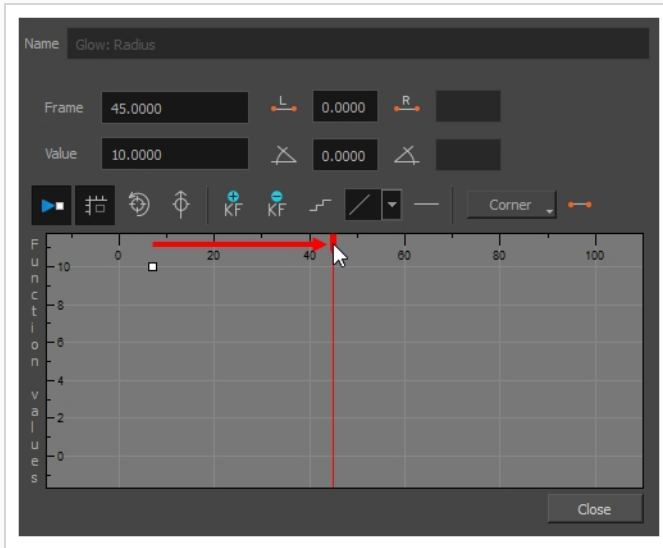 Name Glow: Radius
Frame 45.0000 L 0.0000 R
Value 10.0000 0.0000
KF KF Corner
Function values
0 20 40 60 80 100
10
8
6
4
2
0
Close